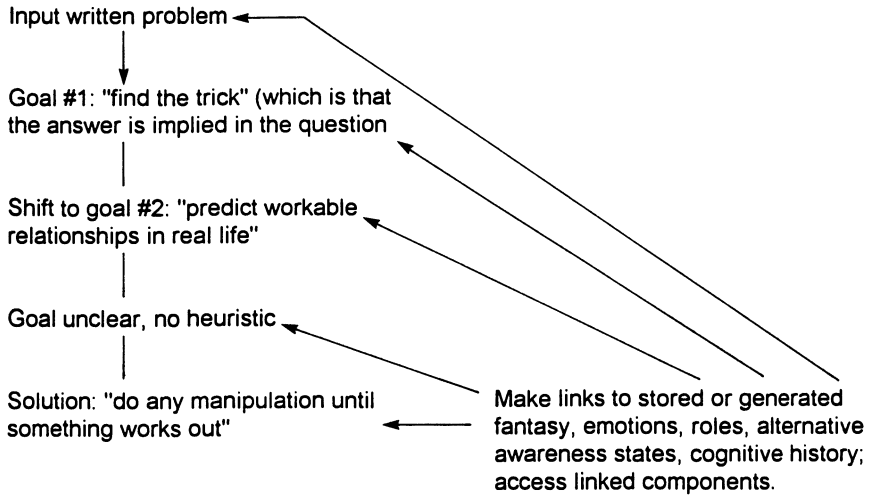 Input written problem
Goal #1: "find the trick" (which is that
the answer is implied in the question
Shift to goal #2: "predict workable
relationships in real life"
Goal unclear, no heuristic
Solution: "do any manipulation until
something works out"
Make links to stored or generated
fantasy, emotions, roles, alternative
awareness states, cognitive history;
access linked components.